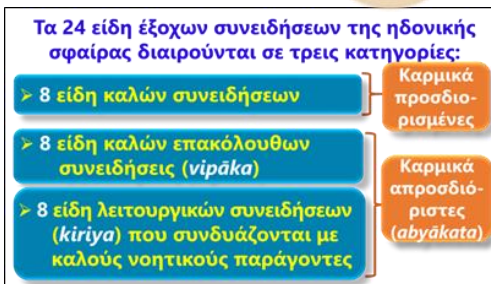 Τα 24 είδη έξοχων συνειδήσεων της ηδονικής
σφαίρας διαιρούνται σε τρεις κατηγορίες:
➢ 8 είδη καλών συνειδήσεων
Καρμικά
προσδιο-
ρισμένες
➢ 8 είδη καλών επακόλουθων
συνειδήσεις (vipāka)
➢ 8 είδη λειτουργικών συνειδήσεων
(kiriya) που συνδυάζονται με
καλούς νοητικούς παράγοντες
Καρμικά
απροσδιό-
ριστες
(abyākata)